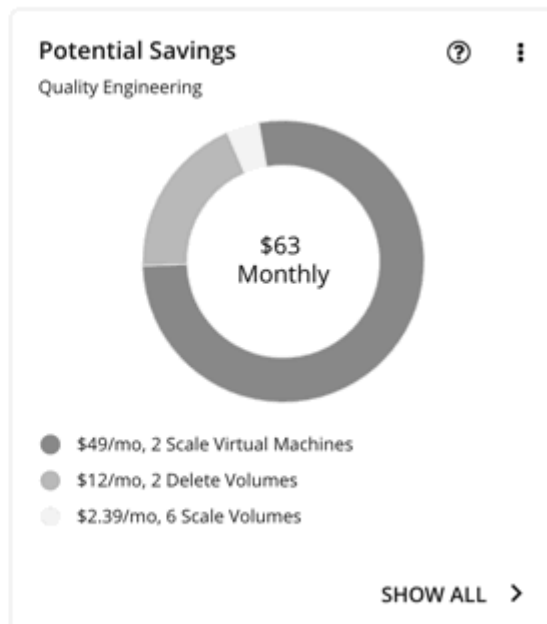 Potential Savings
Quality Engineering
$63
Monthly
$49/mo, 2 Scale Virtual Machines
$12/mo, 2 Delete Volumes
$2.39/mo, 6 Scale Volumes
SHOW ALL